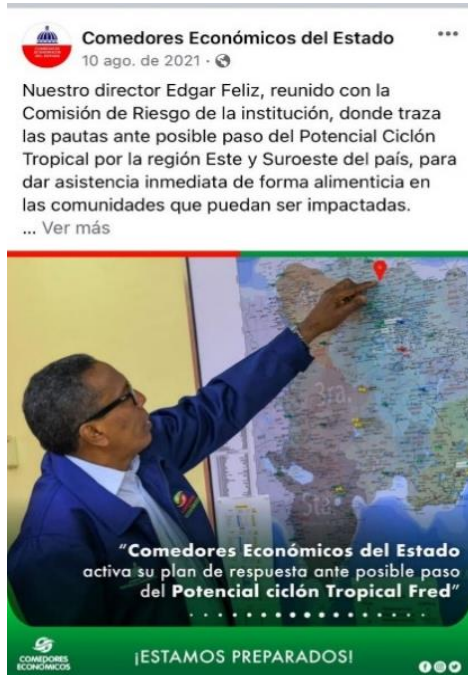 Comedores Económicos del Estado
10 ago. de 2021 ·
Nuestro director Edgar Feliz, reunido con la
Comisión de Riesgo de la institución, donde traza
las pautas ante posible paso del Potencial Ciclón
Tropical por la región Este y Suroeste del país, para
dar asistencia inmediata de forma alimenticia en
las comunidades que puedan ser impactadas.
... Ver más
3ra.
5ta.
“Comedores Económicos del Estado
activa su plan de respuesta ante posible paso
del Potencial ciclón Tropical Fred”
COMEDORES
ECONÓMICOS
¡ESTAMOS PREPARADOS!